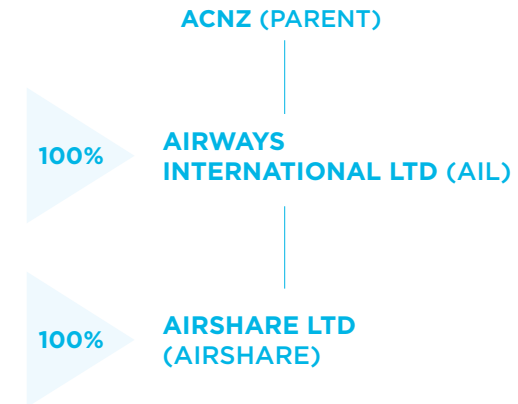 ACNZ (PARENT)
100%
AIRWAYS
INTERNATIONAL LTD (AIL)
100%
AIRSHARE LTD
(AIRSHARE)